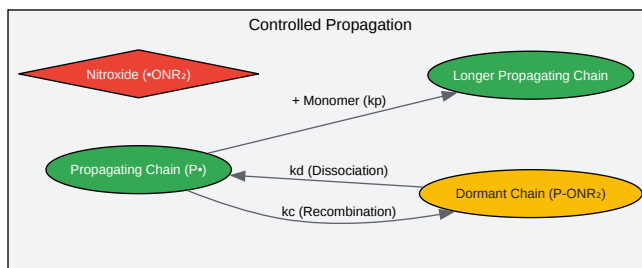 Controlled Propagation
Nitroxide (•ONR₂)
Longer Propagating Chain
+ Monomer (kp)
Propagating Chain (P•)
kd (Dissociation)
Dormant Chain (P-ONR₂)
kc (Recombination)